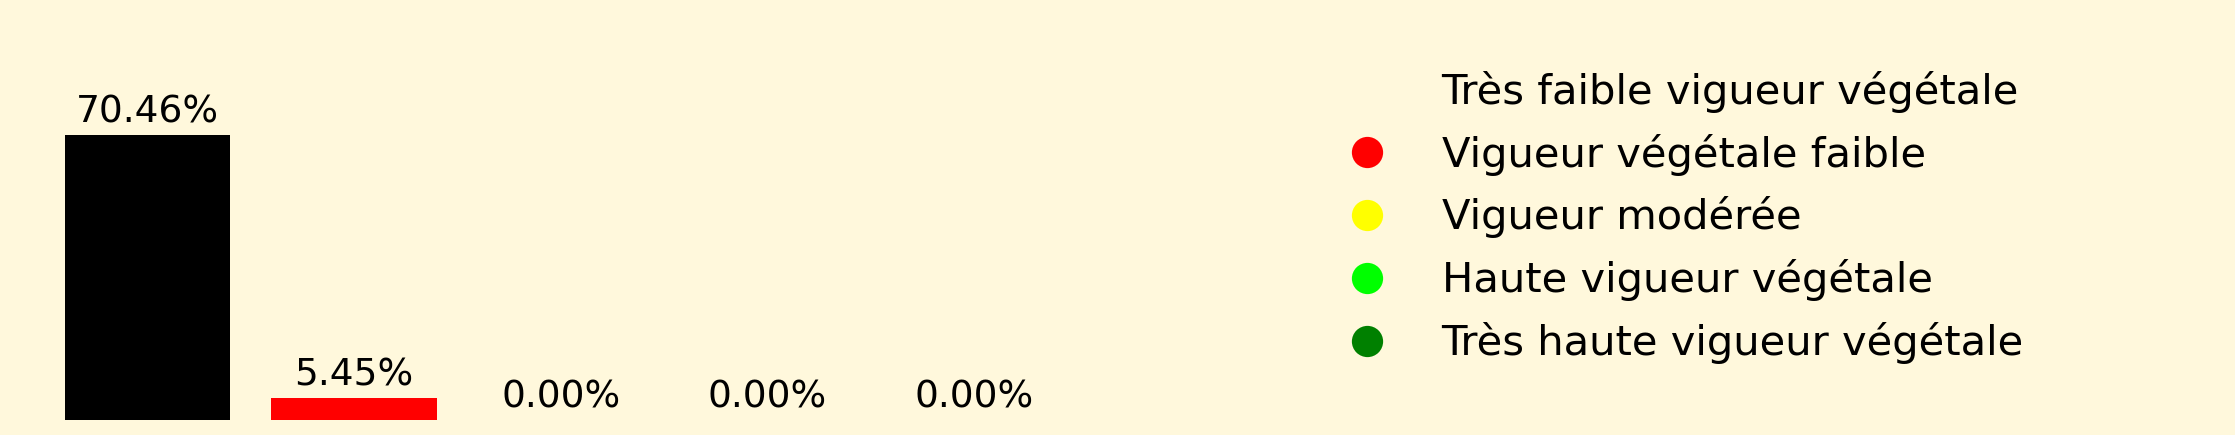 70.46%
5.45%
0.00%
0.00%
0.00%
Très faible vigueur végétale
Vigueur végétale faible
Vigueur modérée
Haute vigueur végétale
Très haute vigueur végétale